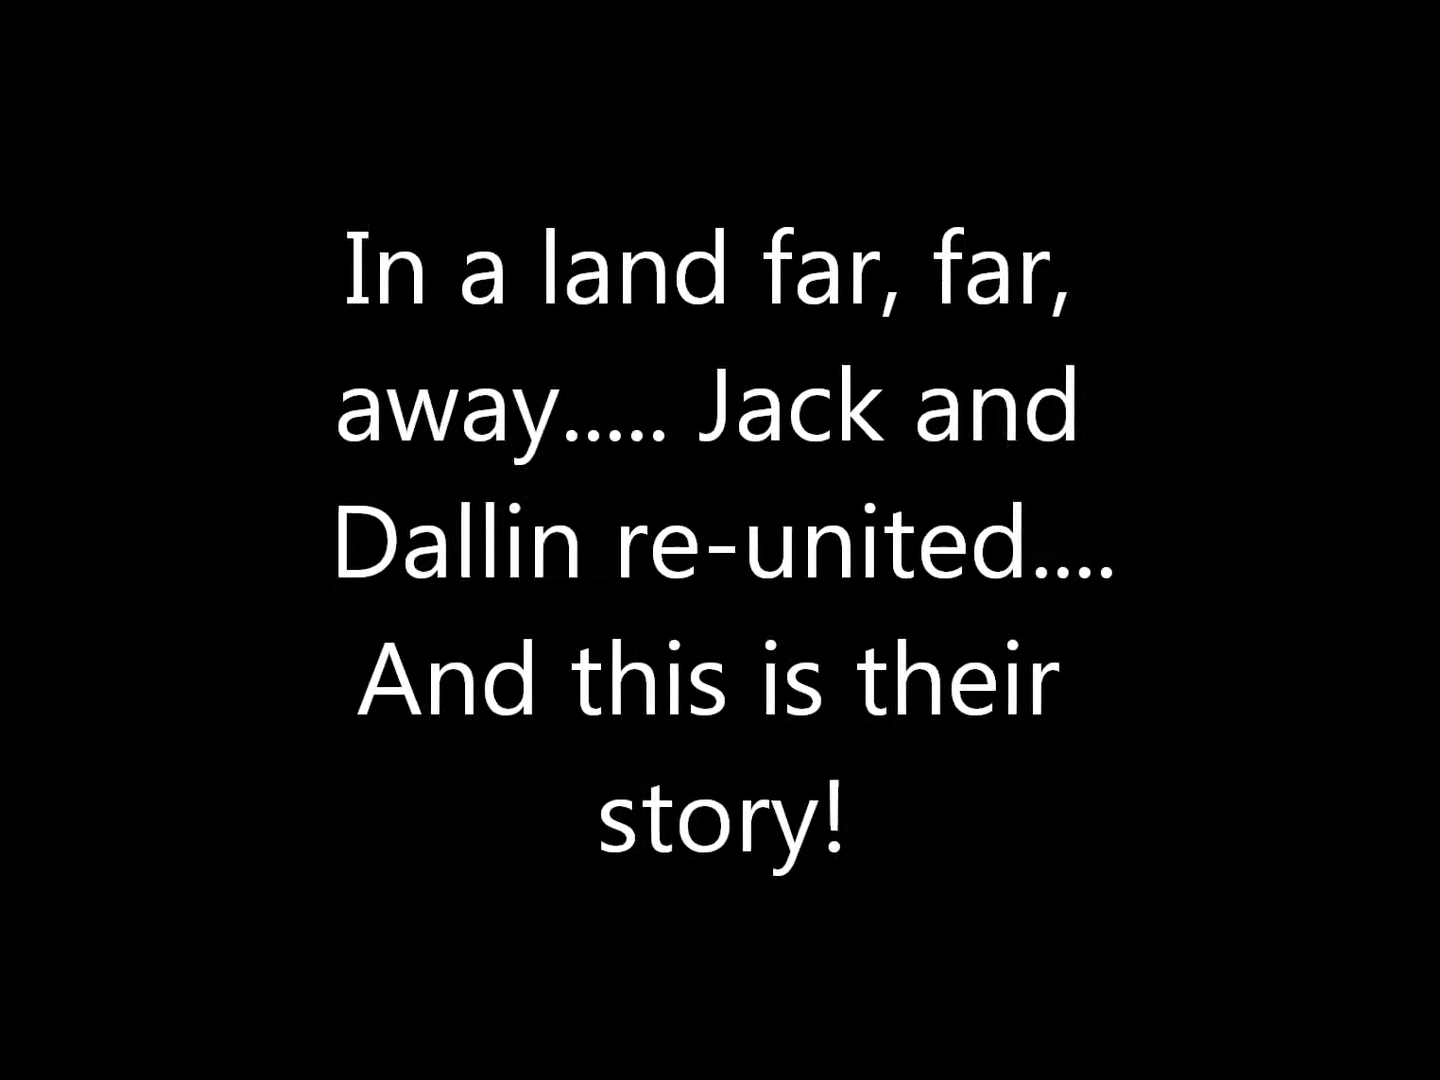 In a land far, far,
away..... Jack and
Dallin re-united....
And this is their
story!